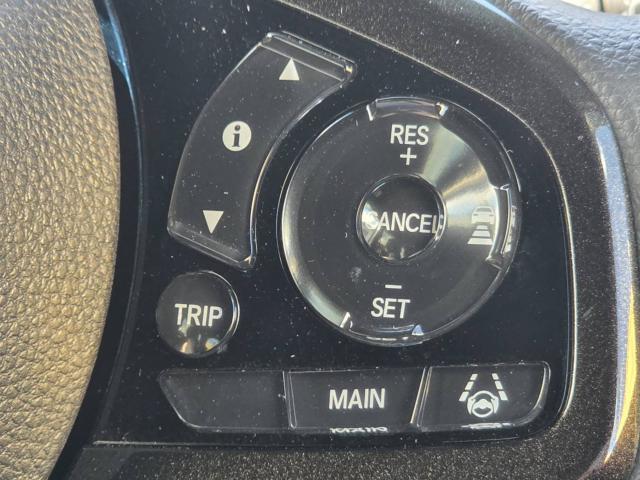 i
RES
+
CANCEL
-
SET
TRIP
MAIN